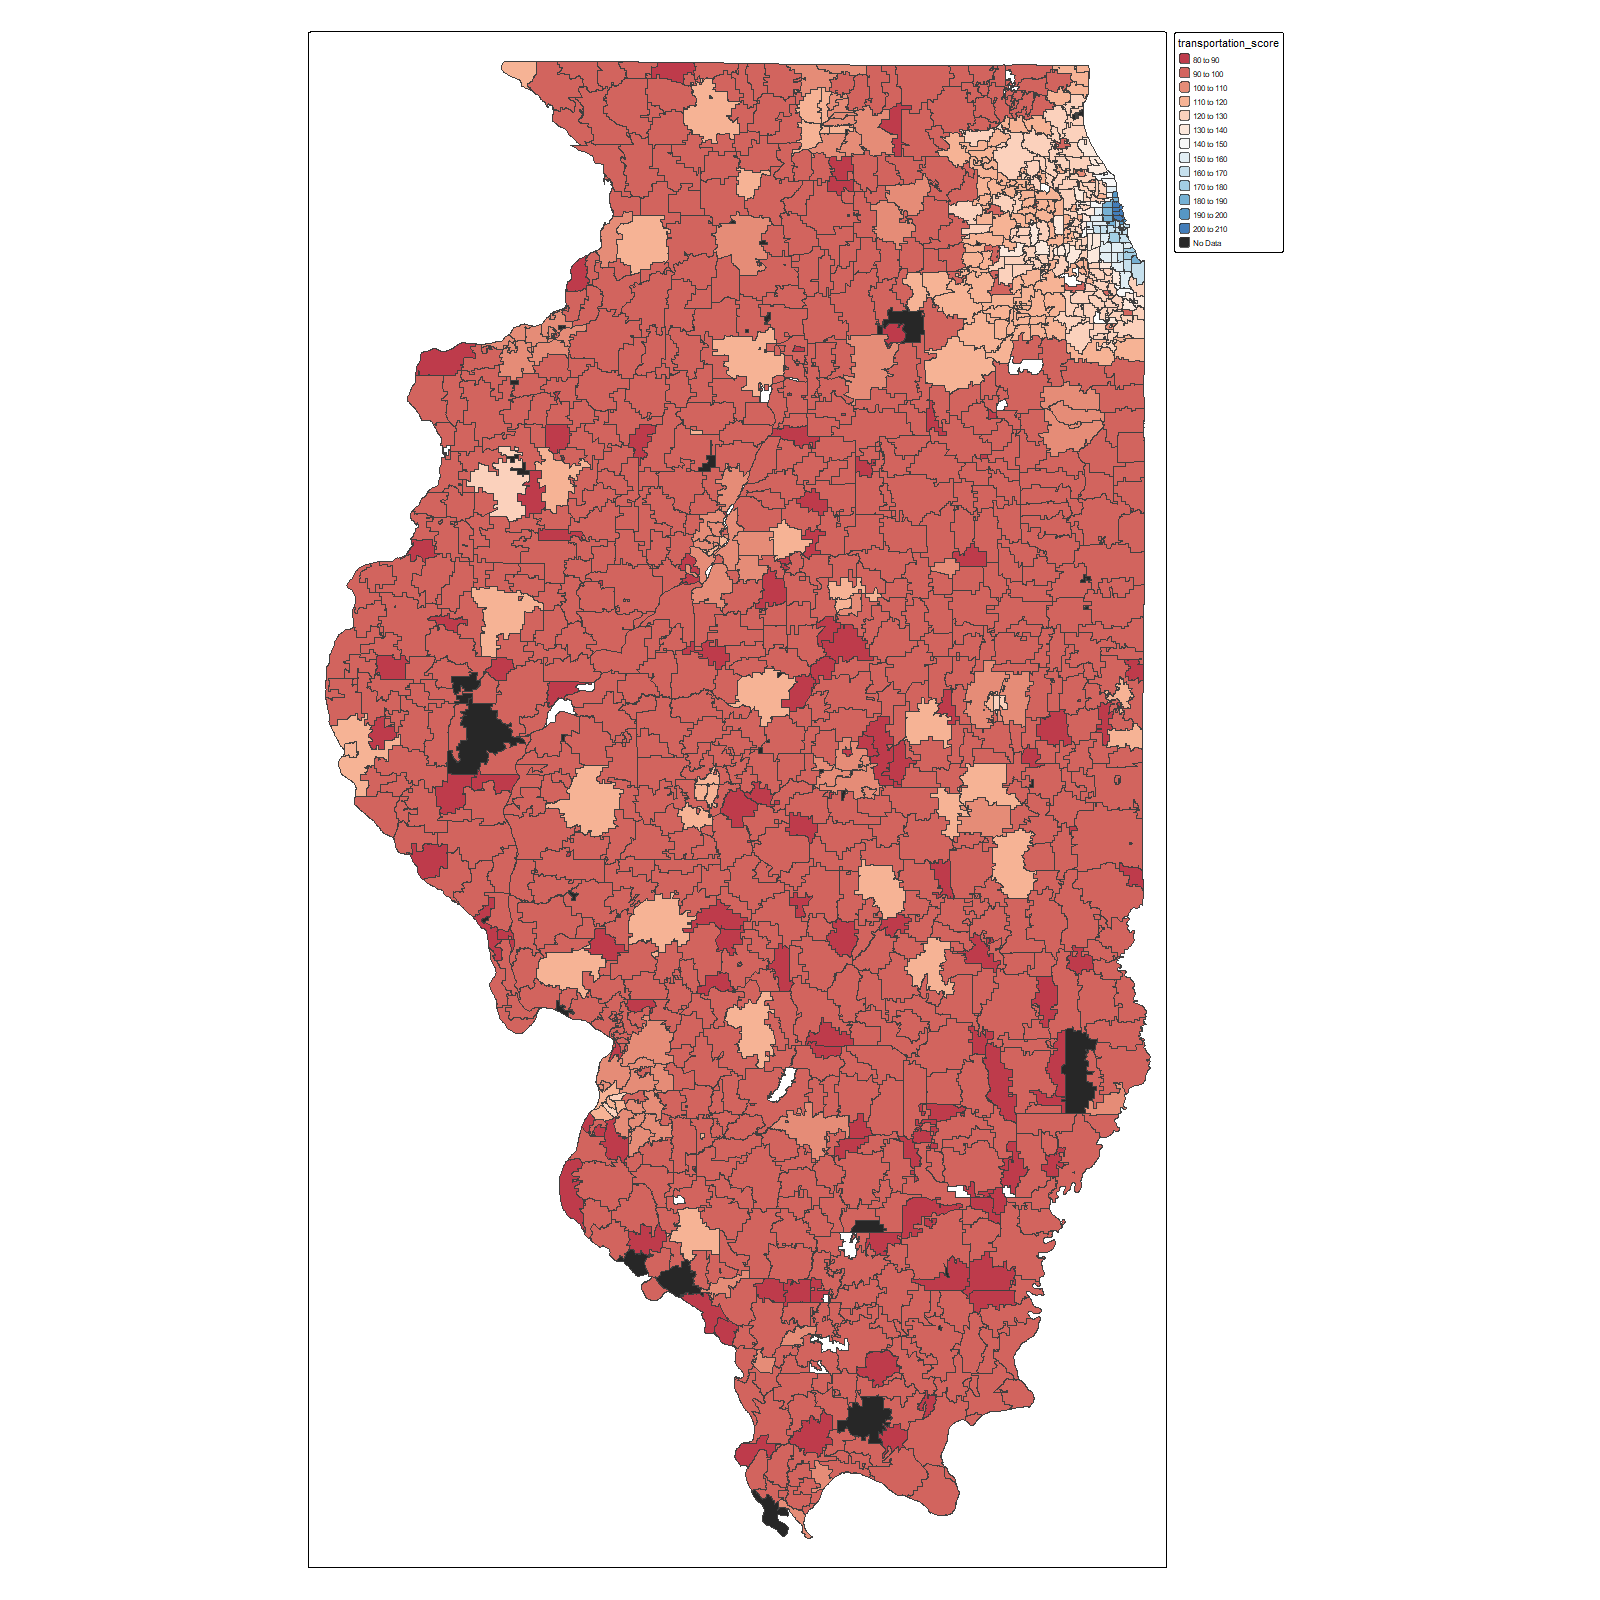 transportation_score
80 to 90
90 to 100
100 to 110
110 to 120
120 to 130
130 to 140
140 to 150
150 to 160
160 to 170
170 to 180
180 to 190
190 to 200
200 to 210
No Data